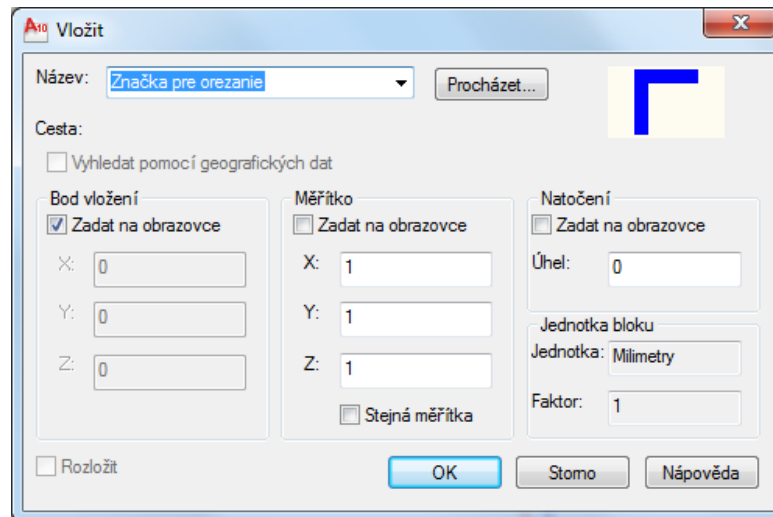 A10 Vložit
Název: Značka pre orezanie Procházet...
Cesta:
Vyhledat pomocí geografických dat
Bod vložení
Zadat na obrazovce
X: 0
Y: 0
Z: 0
Měřítko
Zadat na obrazovce
X: 1
Y: 1
Z: 1
Stejná měřítka
Natočení
Zadat na obrazovce
Úhel: 0
Jednotka bloku
Jednotka: Milimetry
Faktor: 1
Rozložit
OK Storno Nápověda